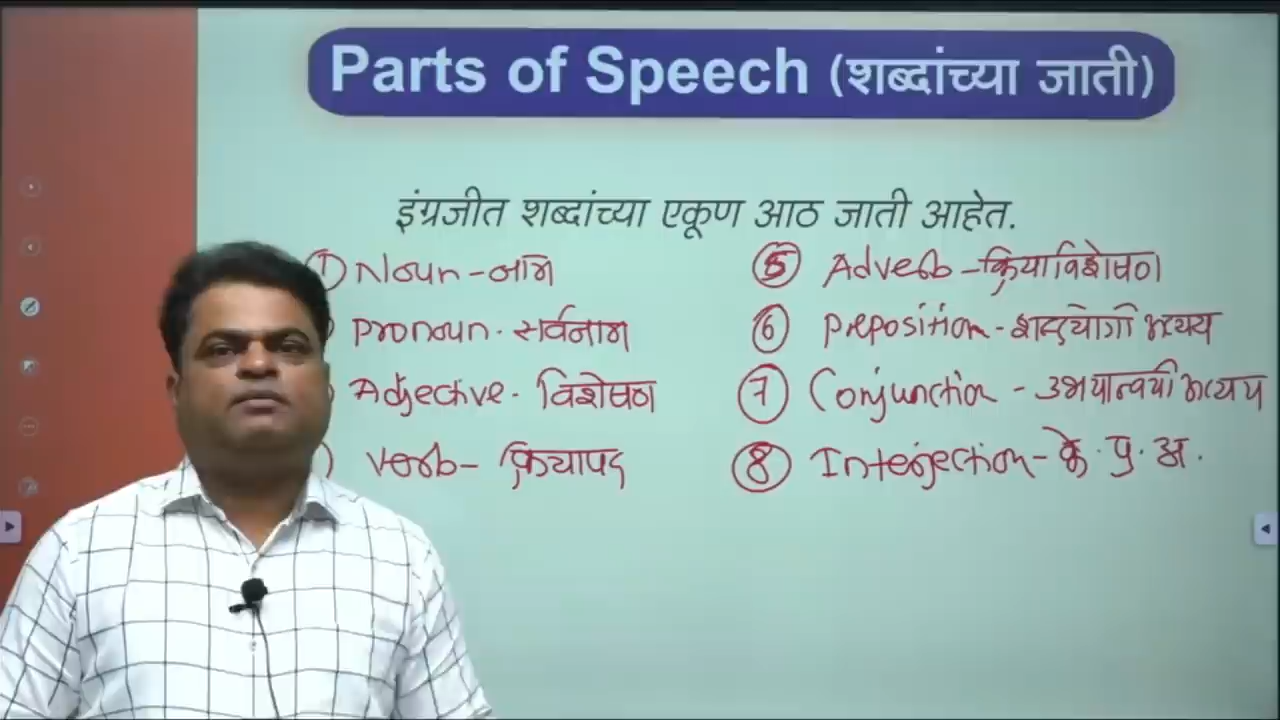 Parts of Speech (शब्दांच्या जाती)
इंग्रजीत शब्दांच्या एकूण आठ जाती आहेत.
1 Noun - नाम
Pronoun - सर्वनाम
Adjective - विशेषण
Verb - क्रियापद
5 Adverb - क्रियाविशेषण
6 Preposition - शब्दयोगी अव्यय
7 Conjunction - उभयान्वयी अव्यय
8 Interjection - के. प्र. अ.